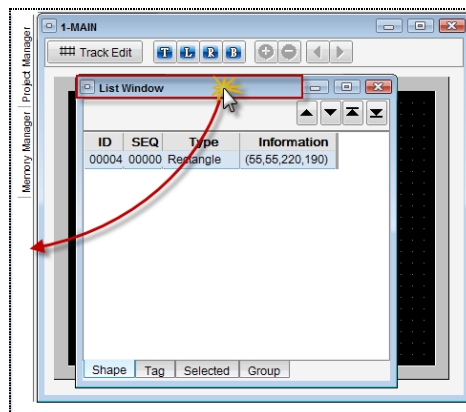 1-MAIN
Track Edit T L R B
Project Manager
Memory Manager
List Window
ID SEQ Type Information
00004 00000 Rectangle (55,55,220,190)
Shape Tag Selected Group